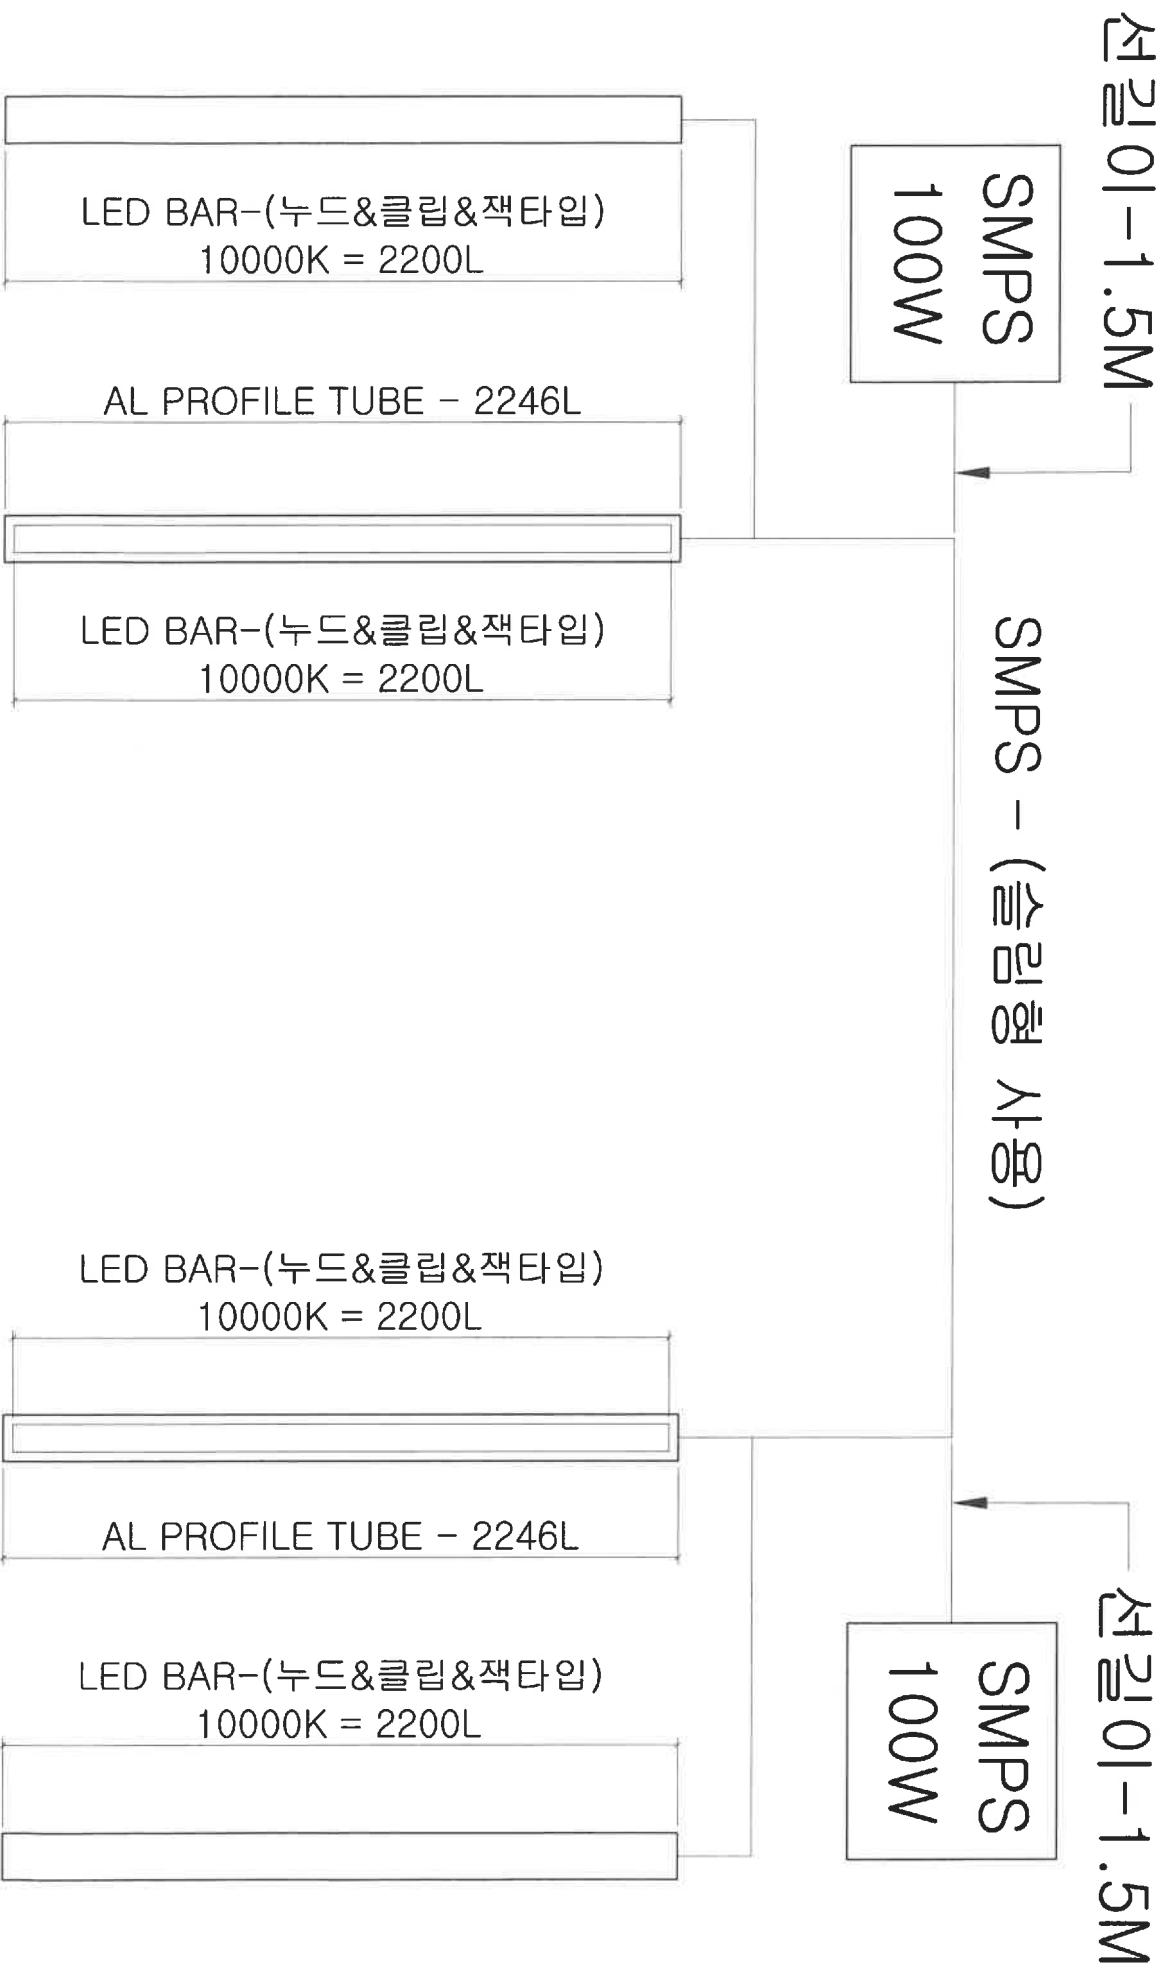 선길이-1.5M
SMPS
100W
LED BAR-(누드&클립&잭타입)
10000K = 2200L
AL PROFILE TUBE - 2246L
LED BAR-(누드&클립&잭타입)
10000K = 2200L
SMPS - (슬림형 사용)
LED BAR-(누드&클립&잭타입)
10000K = 2200L
AL PROFILE TUBE - 2246L
LED BAR-(누드&클립&잭타입)
10000K = 2200L
SMPS
100W
선길이-1.5M